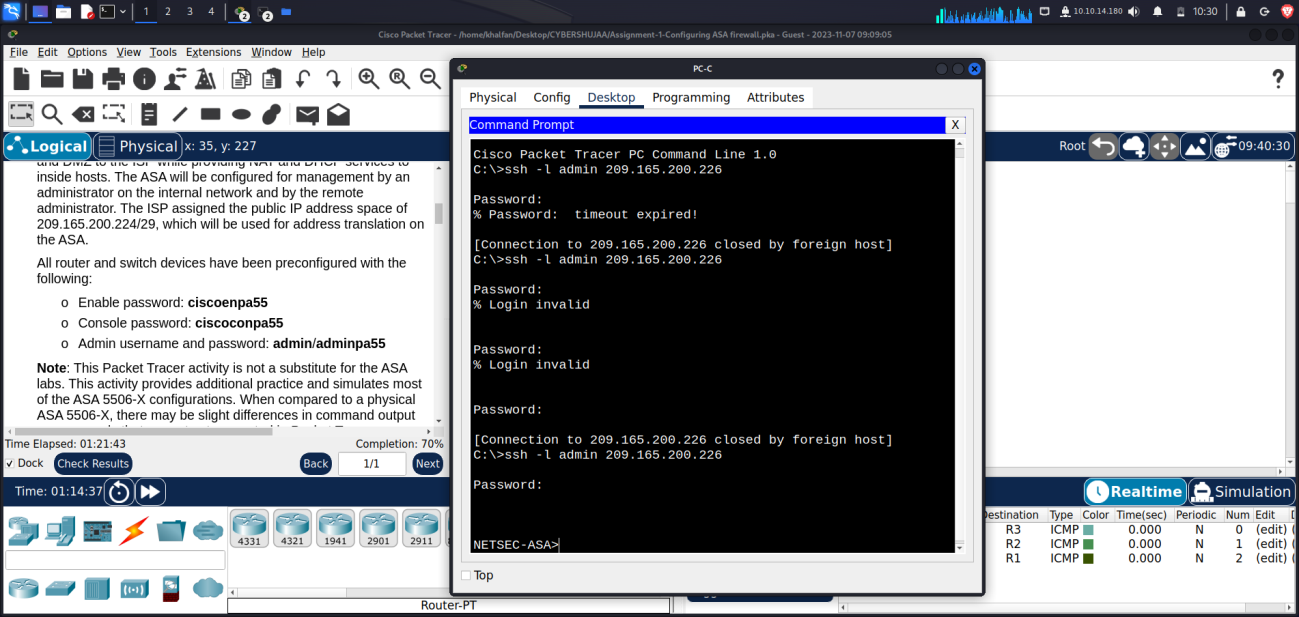 1 2 3 4 2 2 10.10.14.180 10:30
Cisco Packet Tracer - /home/khalfan/Desktop/CYBERSHUJAA/Assignment-1-Configuring ASA firewall.pka - Guest - 2023-11-07 09:09:05
File Edit Options View Tools Extensions Window Help
Logical Physical x: 35, y: 227
Root 09:40:30
and DMZ to the ISP while providing NAT and DHCP services to
inside hosts. The ASA will be configured for management by an
administrator on the internal network and by the remote
administrator. The ISP assigned the public IP address space of
209.165.200.224/29, which will be used for address translation on
the ASA.
All router and switch devices have been preconfigured with the
following:
o Enable password: ciscoenpa55
o Console password: ciscoconpa55
o Admin username and password: admin/adminpa55
Note: This Packet Tracer activity is not a substitute for the ASA
labs. This activity provides additional practice and simulates most
of the ASA 5506-X configurations. When compared to a physical
ASA 5506-X, there may be slight differences in command output
Time Elapsed: 01:21:43 Completion: 70%
Dock Check Results Back 1/1 Next
Time: 01:14:37
4331 4321 1941 2901 2911
Router-PT
PC-C
Physical Config Desktop Programming Attributes
Command Prompt X
Cisco Packet Tracer PC Command Line 1.0
C:\>ssh -l admin 209.165.200.226
Password:
% Password:  timeout expired!
[Connection to 209.165.200.226 closed by foreign host]
C:\>ssh -l admin 209.165.200.226
Password:
% Login invalid
Password:
% Login invalid
Password:
[Connection to 209.165.200.226 closed by foreign host]
C:\>ssh -l admin 209.165.200.226
Password:
NETSEC-ASA>
Top
Realtime Simulation
Destination Type Color Time(sec) Periodic Num Edit
R3 ICMP 0.000 N 0 (edit) (
R2 ICMP 0.000 N 1 (edit) (
R1 ICMP 0.000 N 2 (edit) (